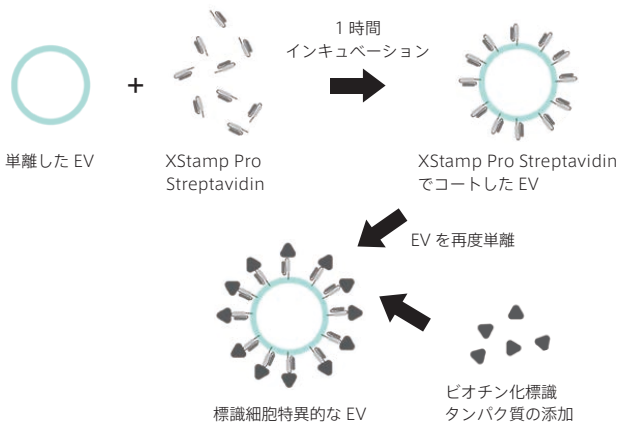 1 時間
インキュベーション
+
単離した EV
XStamp Pro
Streptavidin
XStamp Pro Streptavidin
でコートした EV
EV を再度単離
標識細胞特異的な EV
ビオチン化標識
タンパク質の添加